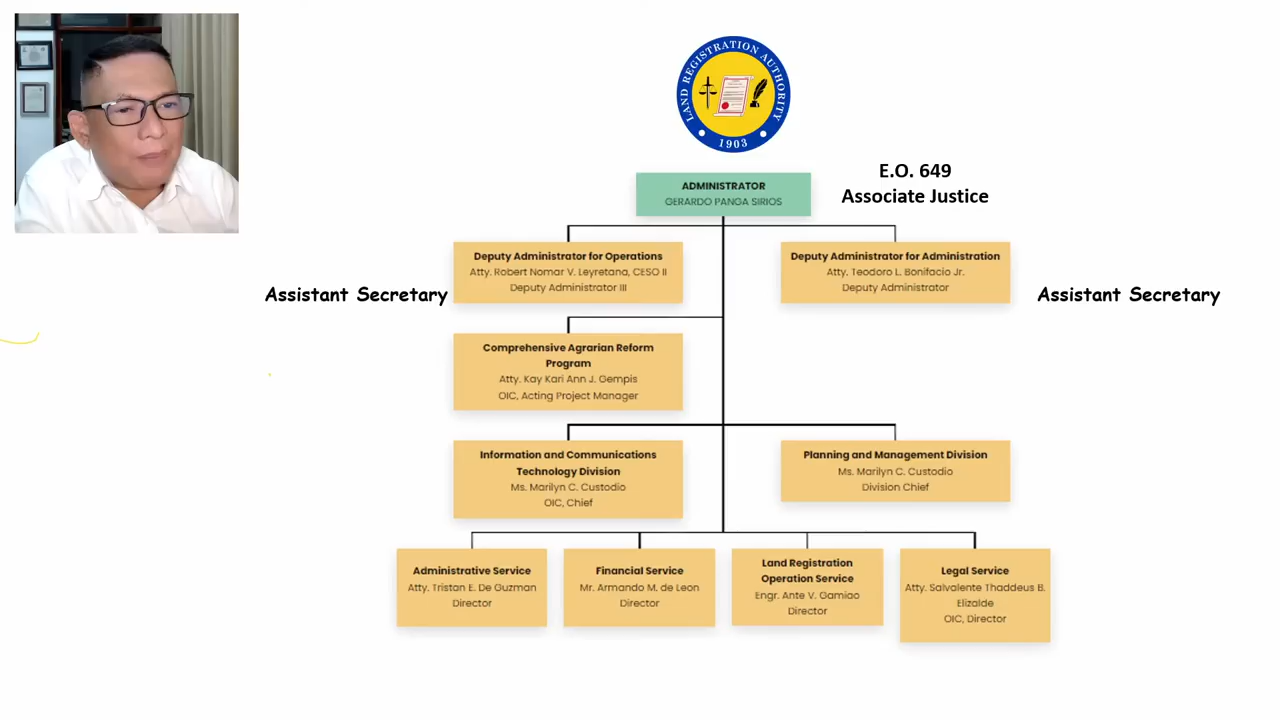 LAND REGISTRATION AUTHORITY
1903
ADMINISTRATOR
GERARDO PANGA SIRIOS
E.O. 649
Associate Justice
Deputy Administrator for Operations
Atty. Robert Nomar V. Leyretana, CESO II
Deputy Administrator III
Deputy Administrator for Administration
Atty. Teodoro L. Bonifacio Jr.
Deputy Administrator
Assistant Secretary
Assistant Secretary
Comprehensive Agrarian Reform
Program
Atty. Kay Kari Ann J. Gempis
OIC, Acting Project Manager
Information and Communications
Technology Division
Ms. Marilyn C. Custodio
OIC, Chief
Planning and Management Division
Ms. Marilyn C. Custodio
Division Chief
Administrative Service
Atty. Tristan E. De Guzman
Director
Financial Service
Mr. Armando M. de Leon
Director
Land Registration
Operation Service
Engr. Ante V. Gamiao
Director
Legal Service
Atty. Salvalente Thaddeus B.
Elizalde
OIC, Director